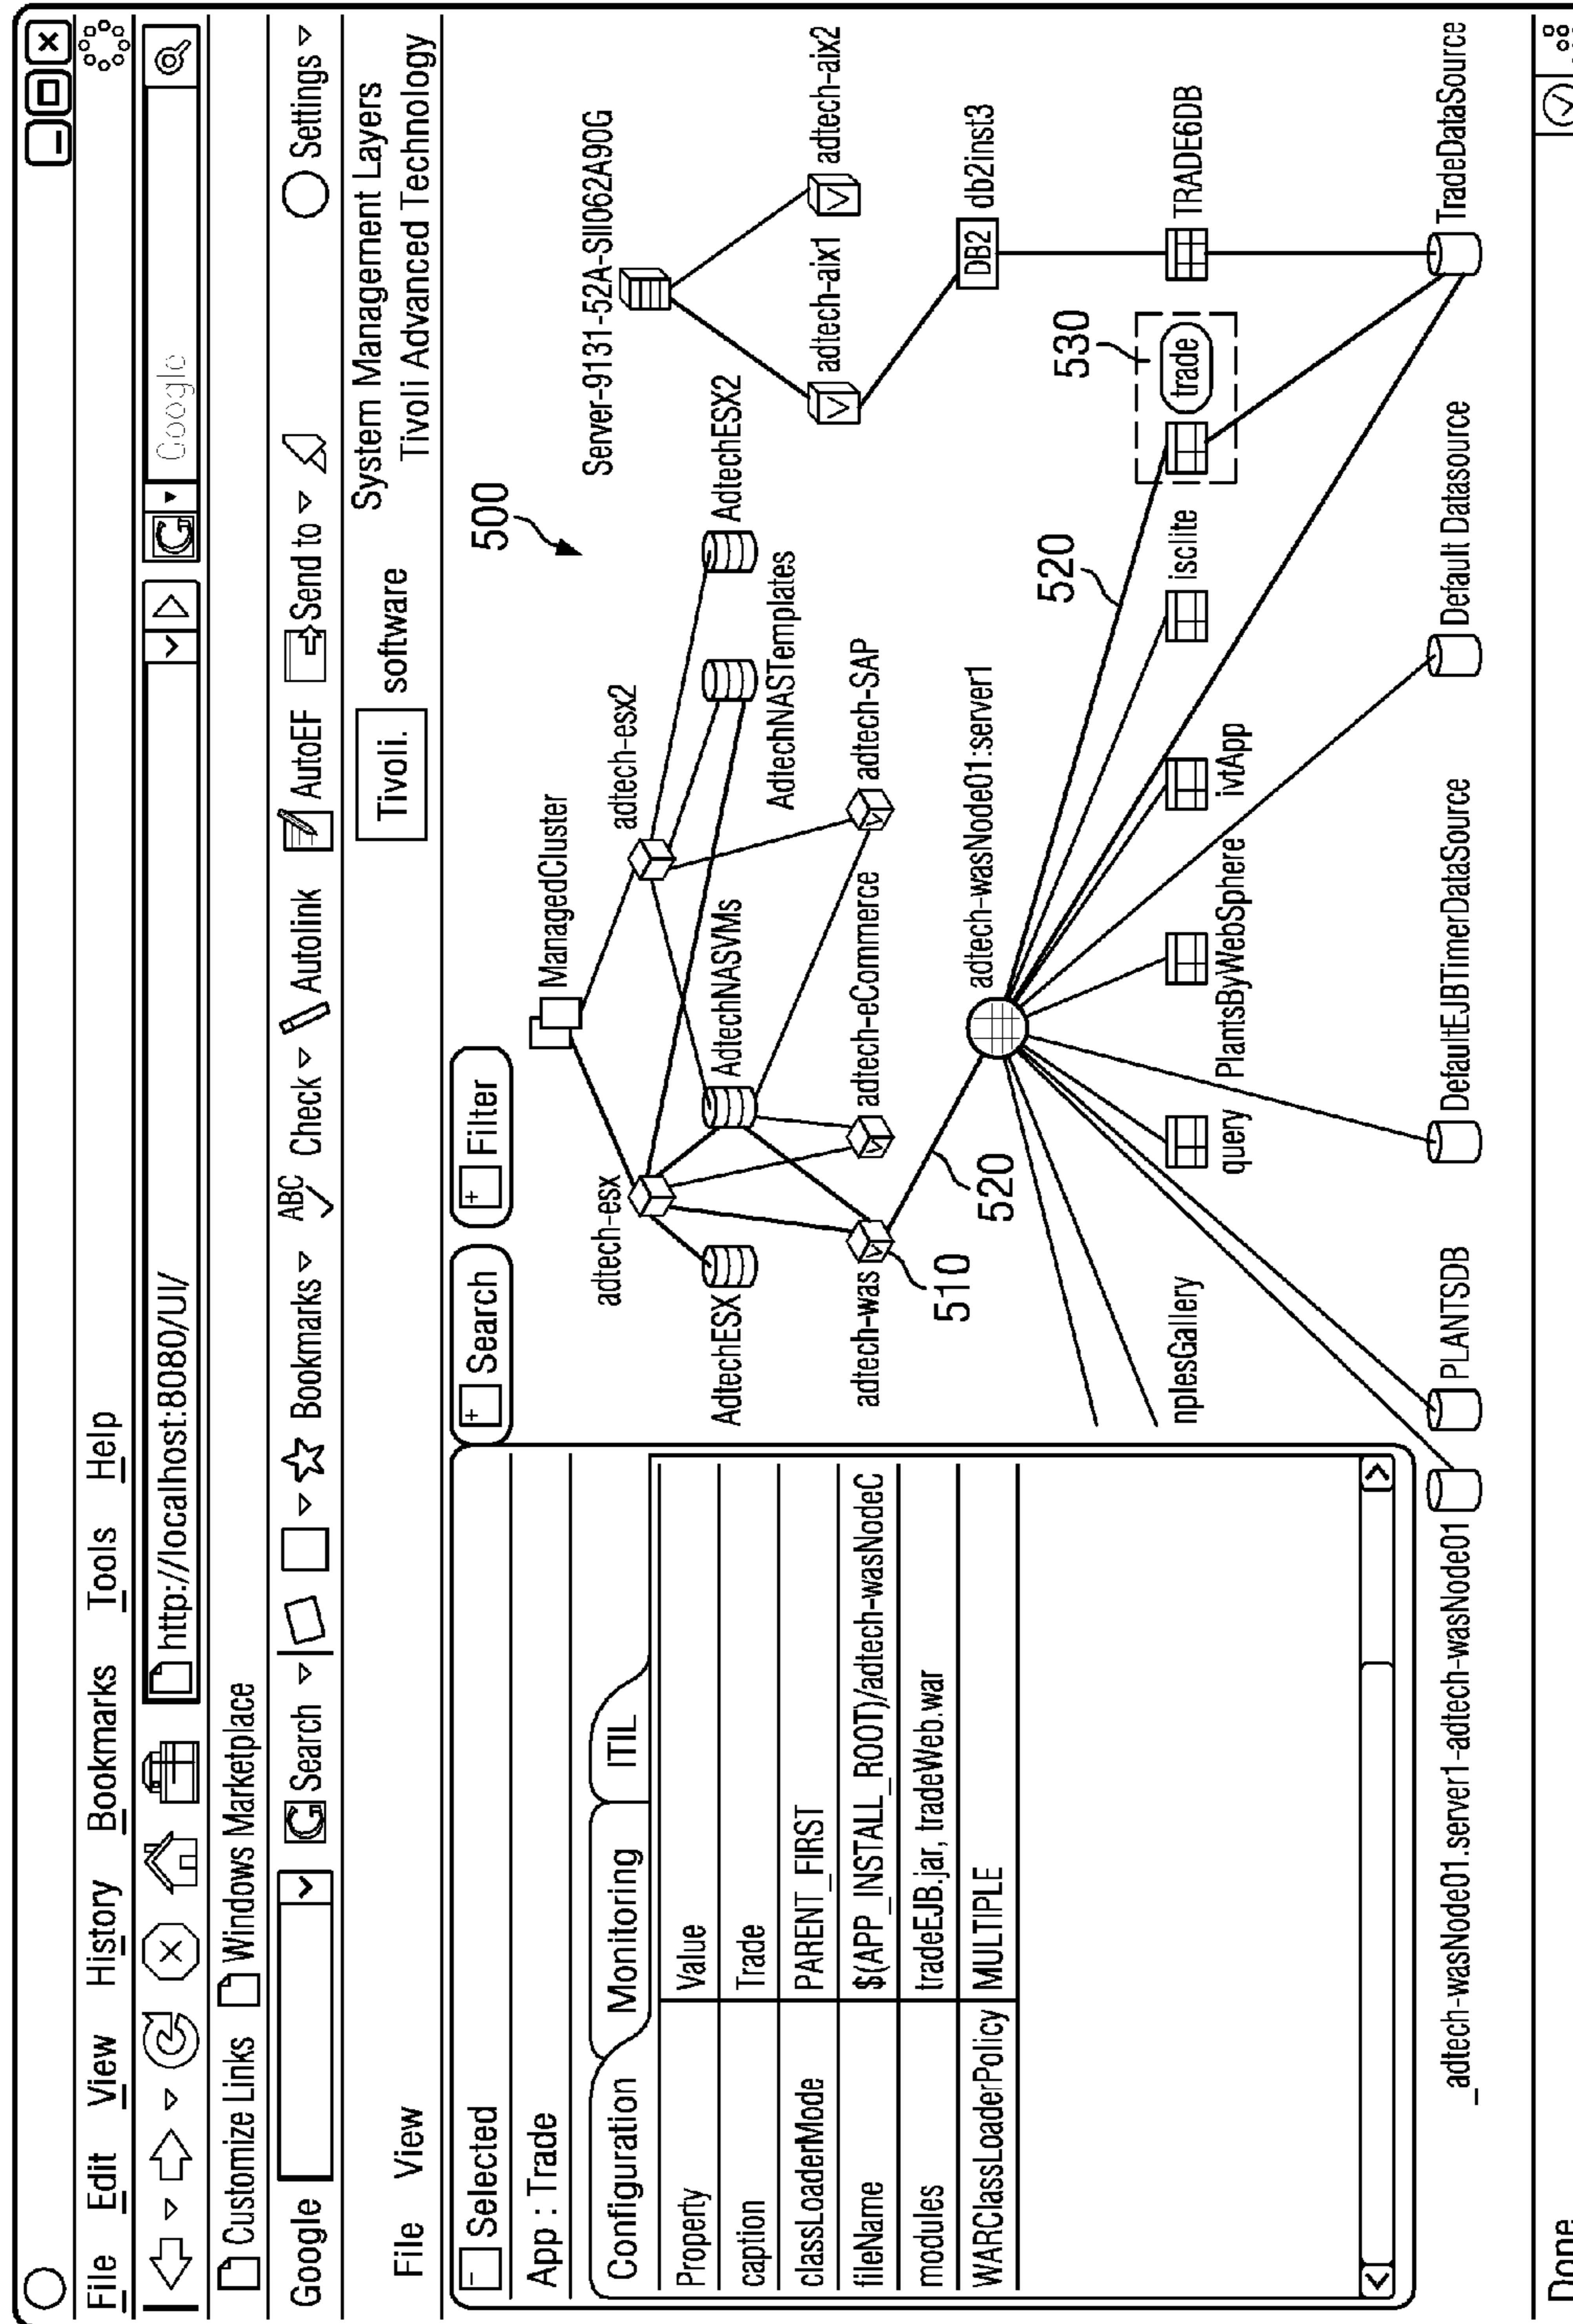 File Edit View History Bookmarks Tools Help
http://localhost:8080/UI/
G
Google
Customize Links Windows Marketplace
Google
G Search
Bookmarks
ABC Check
Autolink
AutoEF
Send to
Settings
File View
Tivoli. software
System Management Layers
Tivoli Advanced Technology
- Selected
+ Search
+ Filter
App : Trade
Configuration Monitoring ITIL
Property Value
caption Trade
classLoaderMode PARENT_FIRST
fileName $(APP_INSTALL_ROOT)/adtech-wasNodeC
modules tradeEJB.jar, tradeWeb.war
WARClassLoaderPolicy MULTIPLE
500
ManagedCluster
Server-9131-52A-SII062A90G
adtech-esx
adtech-esx2
AdtechESX
AdtechNASVMs
AdtechNASTemplates
AdtechESX2
adtech-aix1
adtech-aix2
adtech-was
adtech-eCommerce
adtech-SAP
510
520
adtech-wasNode01:server1
DB2 db2inst3
520
530
nplesGallery
query
PlantsByWebSphere
ivtApp
isclite
trade
TRADE6DB
_adtech-wasNode01.server1-adtech-wasNode01
PLANTSDB
DefaultEJBTimerDataSource
Default Datasource
TradeDataSource
Done